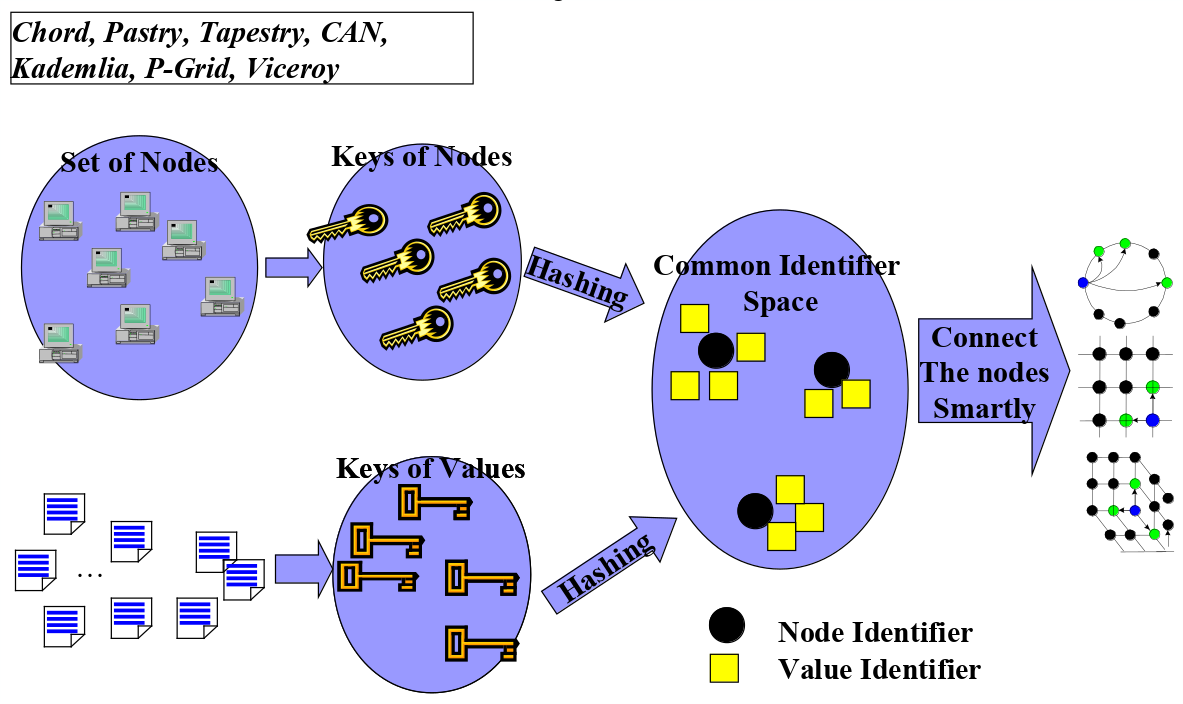 Chord, Pastry, Tapestry, CAN,
Kademlia, P-Grid, Viceroy
Set of Nodes
Keys of Nodes
Hashing
Common Identifier
Space
Connect
The nodes
Smartly
Keys of Values
...
Hashing
Node Identifier
Value Identifier